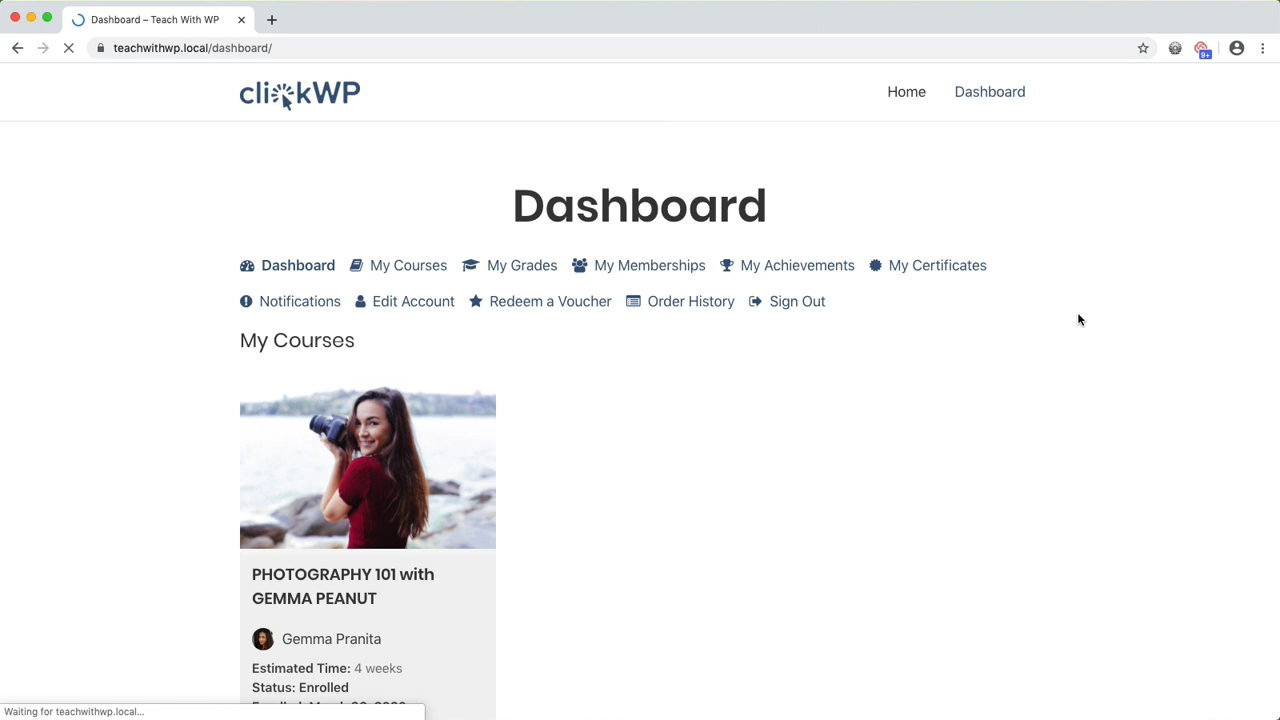 Dashboard – Teach With WP
teachwithwp.local/dashboard/
9+
clickWP
Home
Dashboard
Dashboard
Dashboard
My Courses
My Grades
My Memberships
My Achievements
My Certificates
Notifications
Edit Account
Redeem a Voucher
Order History
Sign Out
My Courses
PHOTOGRAPHY 101 with
GEMMA PEANUT
Gemma Pranita
Estimated Time: 4 weeks
Status: Enrolled
Waiting for teachwithwp.local...